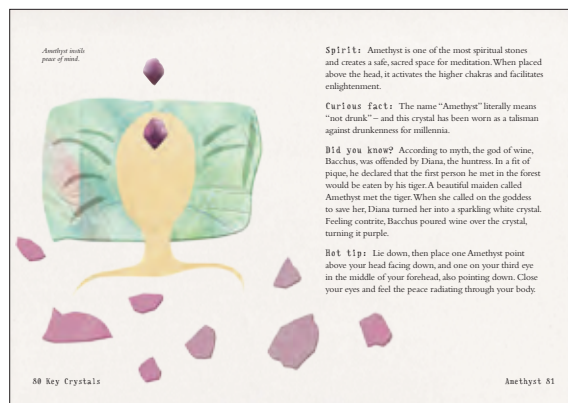 Amethyst instils
peace of mind.
Spirit: Amethyst is one of the most spiritual stones
and creates a safe, sacred space for meditation. When placed
above the head, it activates the higher chakras and facilitates
enlightenment.
Curious fact: The name “Amethyst” literally means
“not drunk” – and this crystal has been worn as a talisman
against drunkenness for millennia.
Did you know? According to myth, the god of wine,
Bacchus, was offended by Diana, the huntress. In a fit of
pique, he declared that the first person he met in the forest
would be eaten by his tiger. A beautiful maiden called
Amethyst met the tiger. When she called on the goddess
to save her, Diana turned her into a sparkling white crystal.
Feeling contrite, Bacchus poured wine over the crystal,
turning it purple.
Hot tip: Lie down, then place one Amethyst point
above your head facing down, and one on your third eye
in the middle of your forehead, also pointing down. Close
your eyes and feel the peace radiating through your body.
80 Key Crystals
Amethyst 81